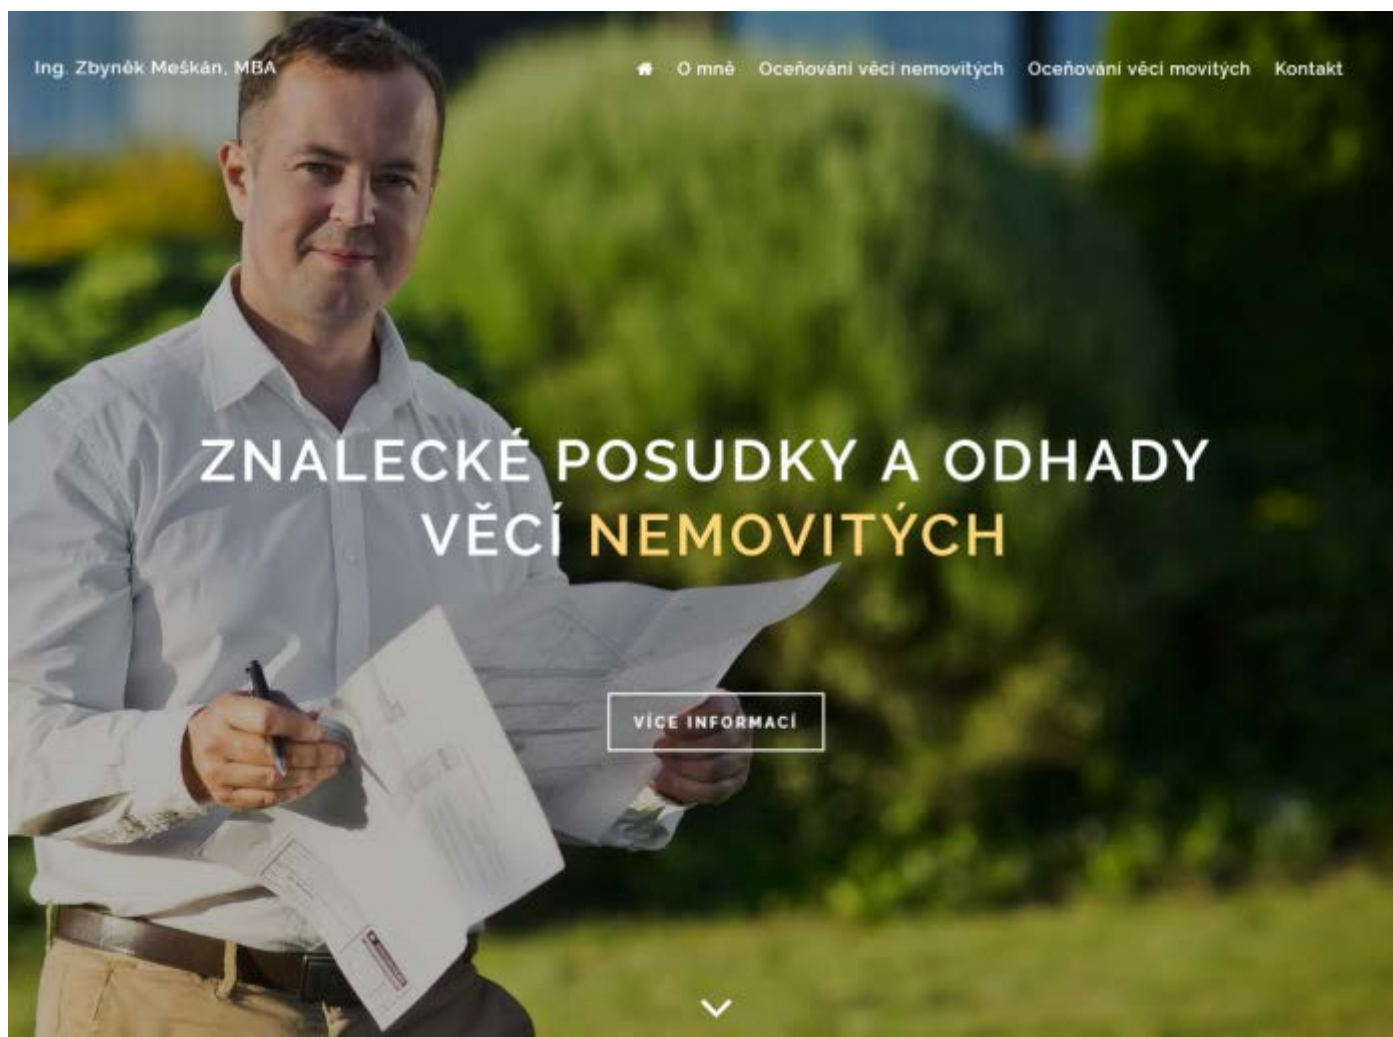 Ing. Zbyněk Meškán, MBA
O mně Oceňování věcí nemovitých Oceňování věcí movitých Kontakt
ZNALECKÉ POSUDKY A ODHADY
VĚCÍ NEMOVITÝCH
VÍCE INFORMACÍ